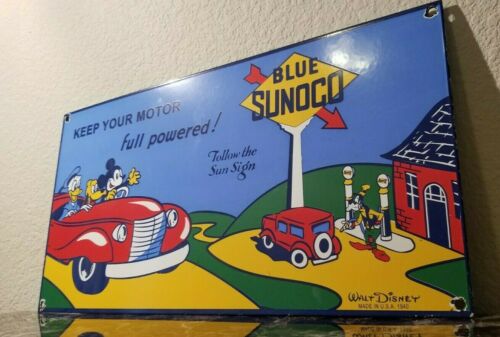 KEEP YOUR MOTOR
full powered!
BLUE
SUNOCO
Follow the
Sun Sign
WALT DISNEY
MADE IN U.S.A. 1940